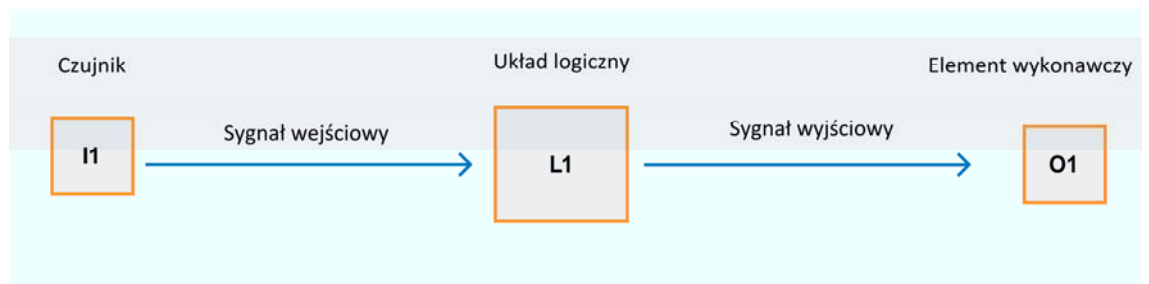 Czujnik
Układ logiczny
Element wykonawczy
Sygnał wejściowy
Sygnał wyjściowy
I1
L1
O1